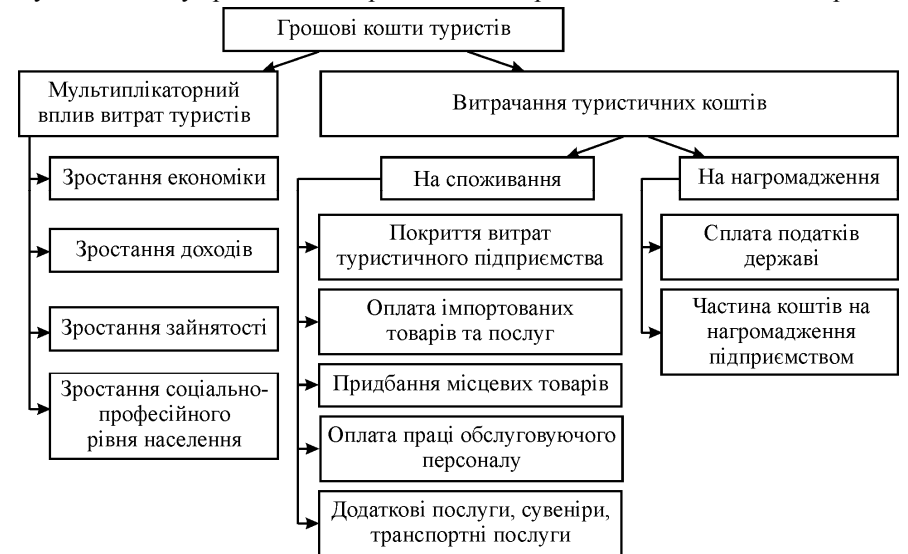 Грошові кошти туристів
Мультиплікаторний
вплив витрат туристів
Витрачання туристичних коштів
Зростання економіки
Зростання доходів
Зростання зайнятості
Зростання соціально-
професійного
рівня населення
На споживання
Покриття витрат
туристичного підприємства
Оплата імпортованих
товарів та послуг
Придбання місцевих товарів
Оплата праці обслуговуючого
персоналу
Додаткові послуги, сувеніри,
транспортні послуги
На нагромадження
Сплата податків
державі
Частина коштів на
нагромадження
підприємством